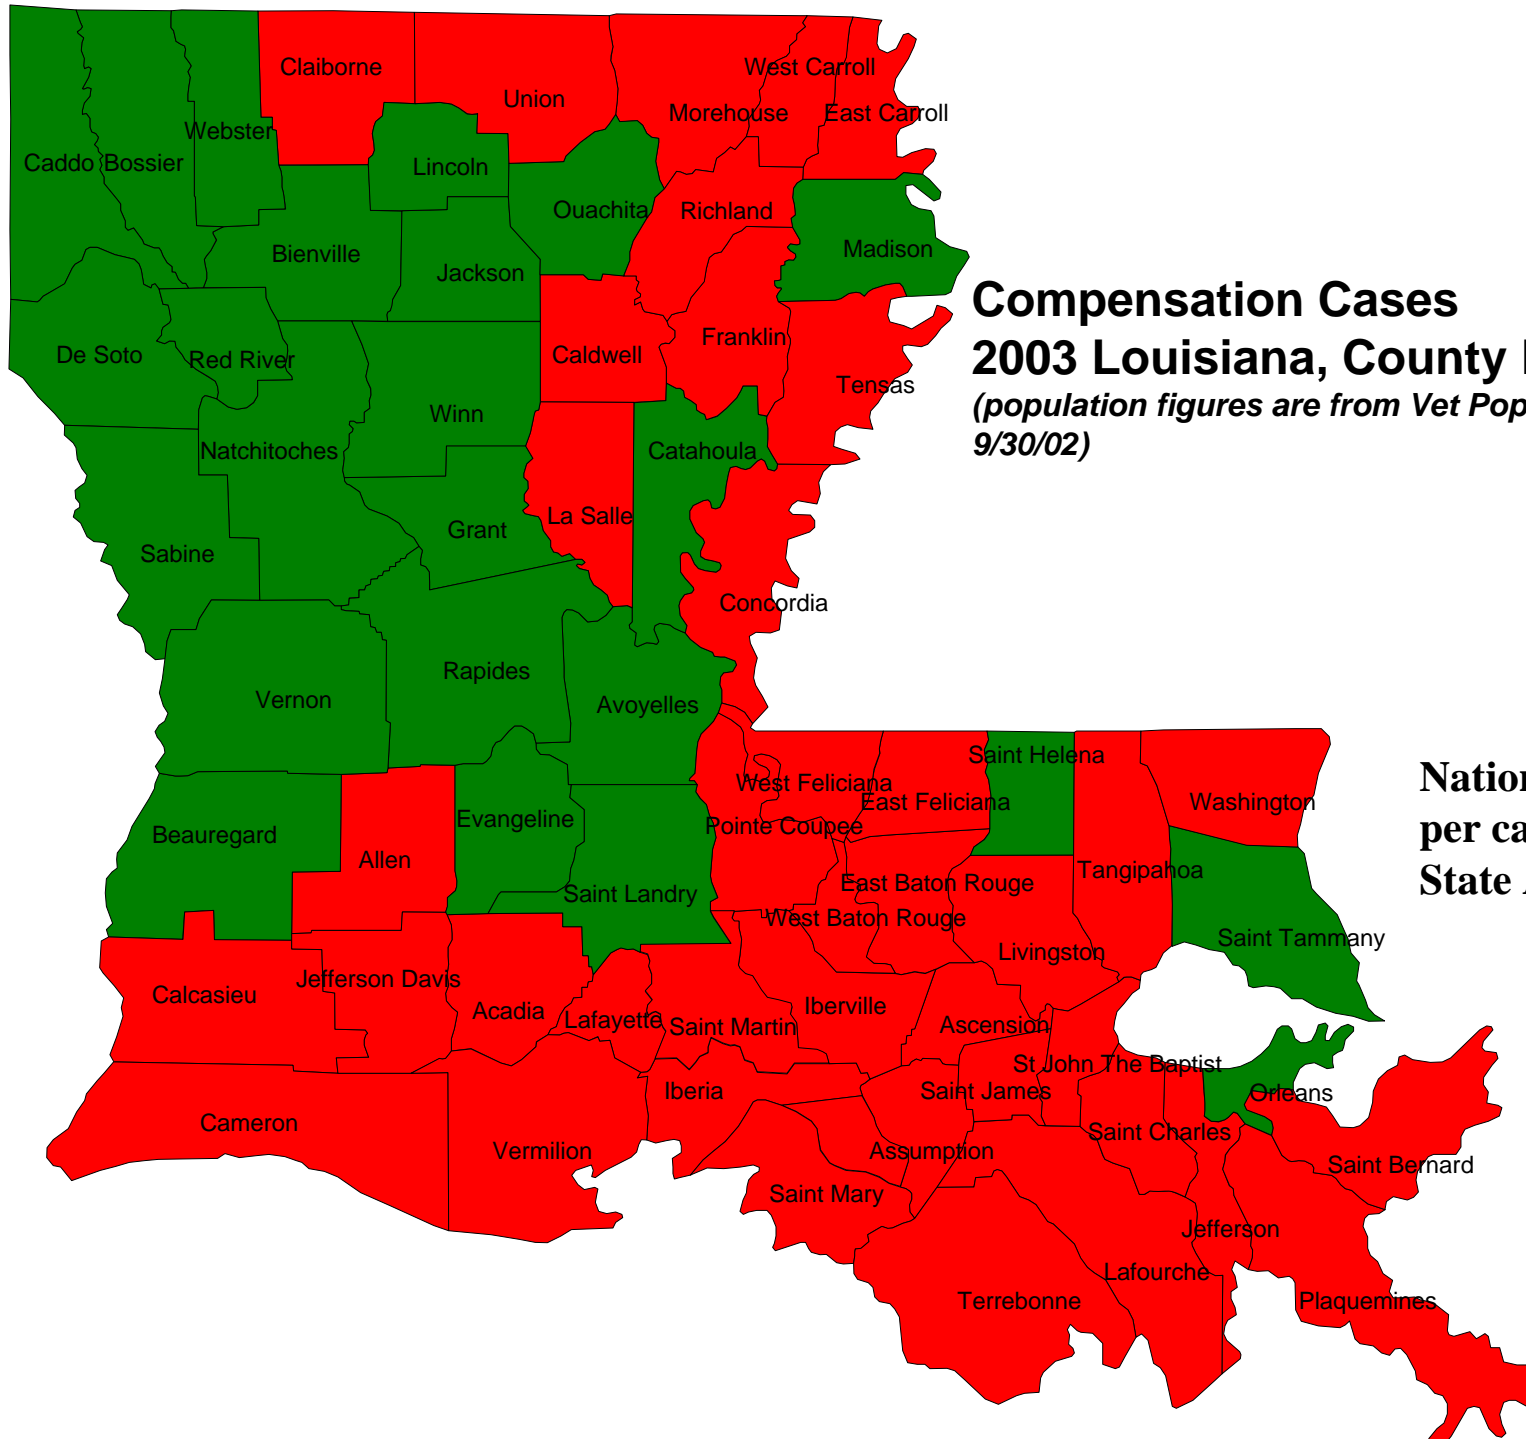 Claiborne
West Carroll
Union
Morehouse
East Carroll
Webster
Caddo
Bossier
Lincoln
Ouachita
Richland
Madison
Bienville
Jackson
Compensation Cases
2003 Louisiana, County
(population figures are from Vet Pop
9/30/02)
De Soto
Red River
Caldwell
Franklin
Tensas
Winn
Natchitoches
Catahoula
La Salle
Grant
Sabine
Concordia
Rapides
Vernon
Avoyelles
Saint Helena
West Feliciana
East Feliciana
Washington
Nation
per ca
State
Beauregard
Evangeline
Pointe Coupee
Allen
Tangipahoa
East Baton Rouge
Saint Landry
West Baton Rouge
Saint Tammany
Livingston
Jefferson Davis
Calcasieu
Acadia
Lafayette
Saint Martin
Iberville
Ascension
St John The Baptist
Iberia
Saint James
Orleans
Cameron
Vermilion
Assumption
Saint Charles
Saint Bernard
Saint Mary
Jefferson
Lafourche
Terrebonne
Plaquemines